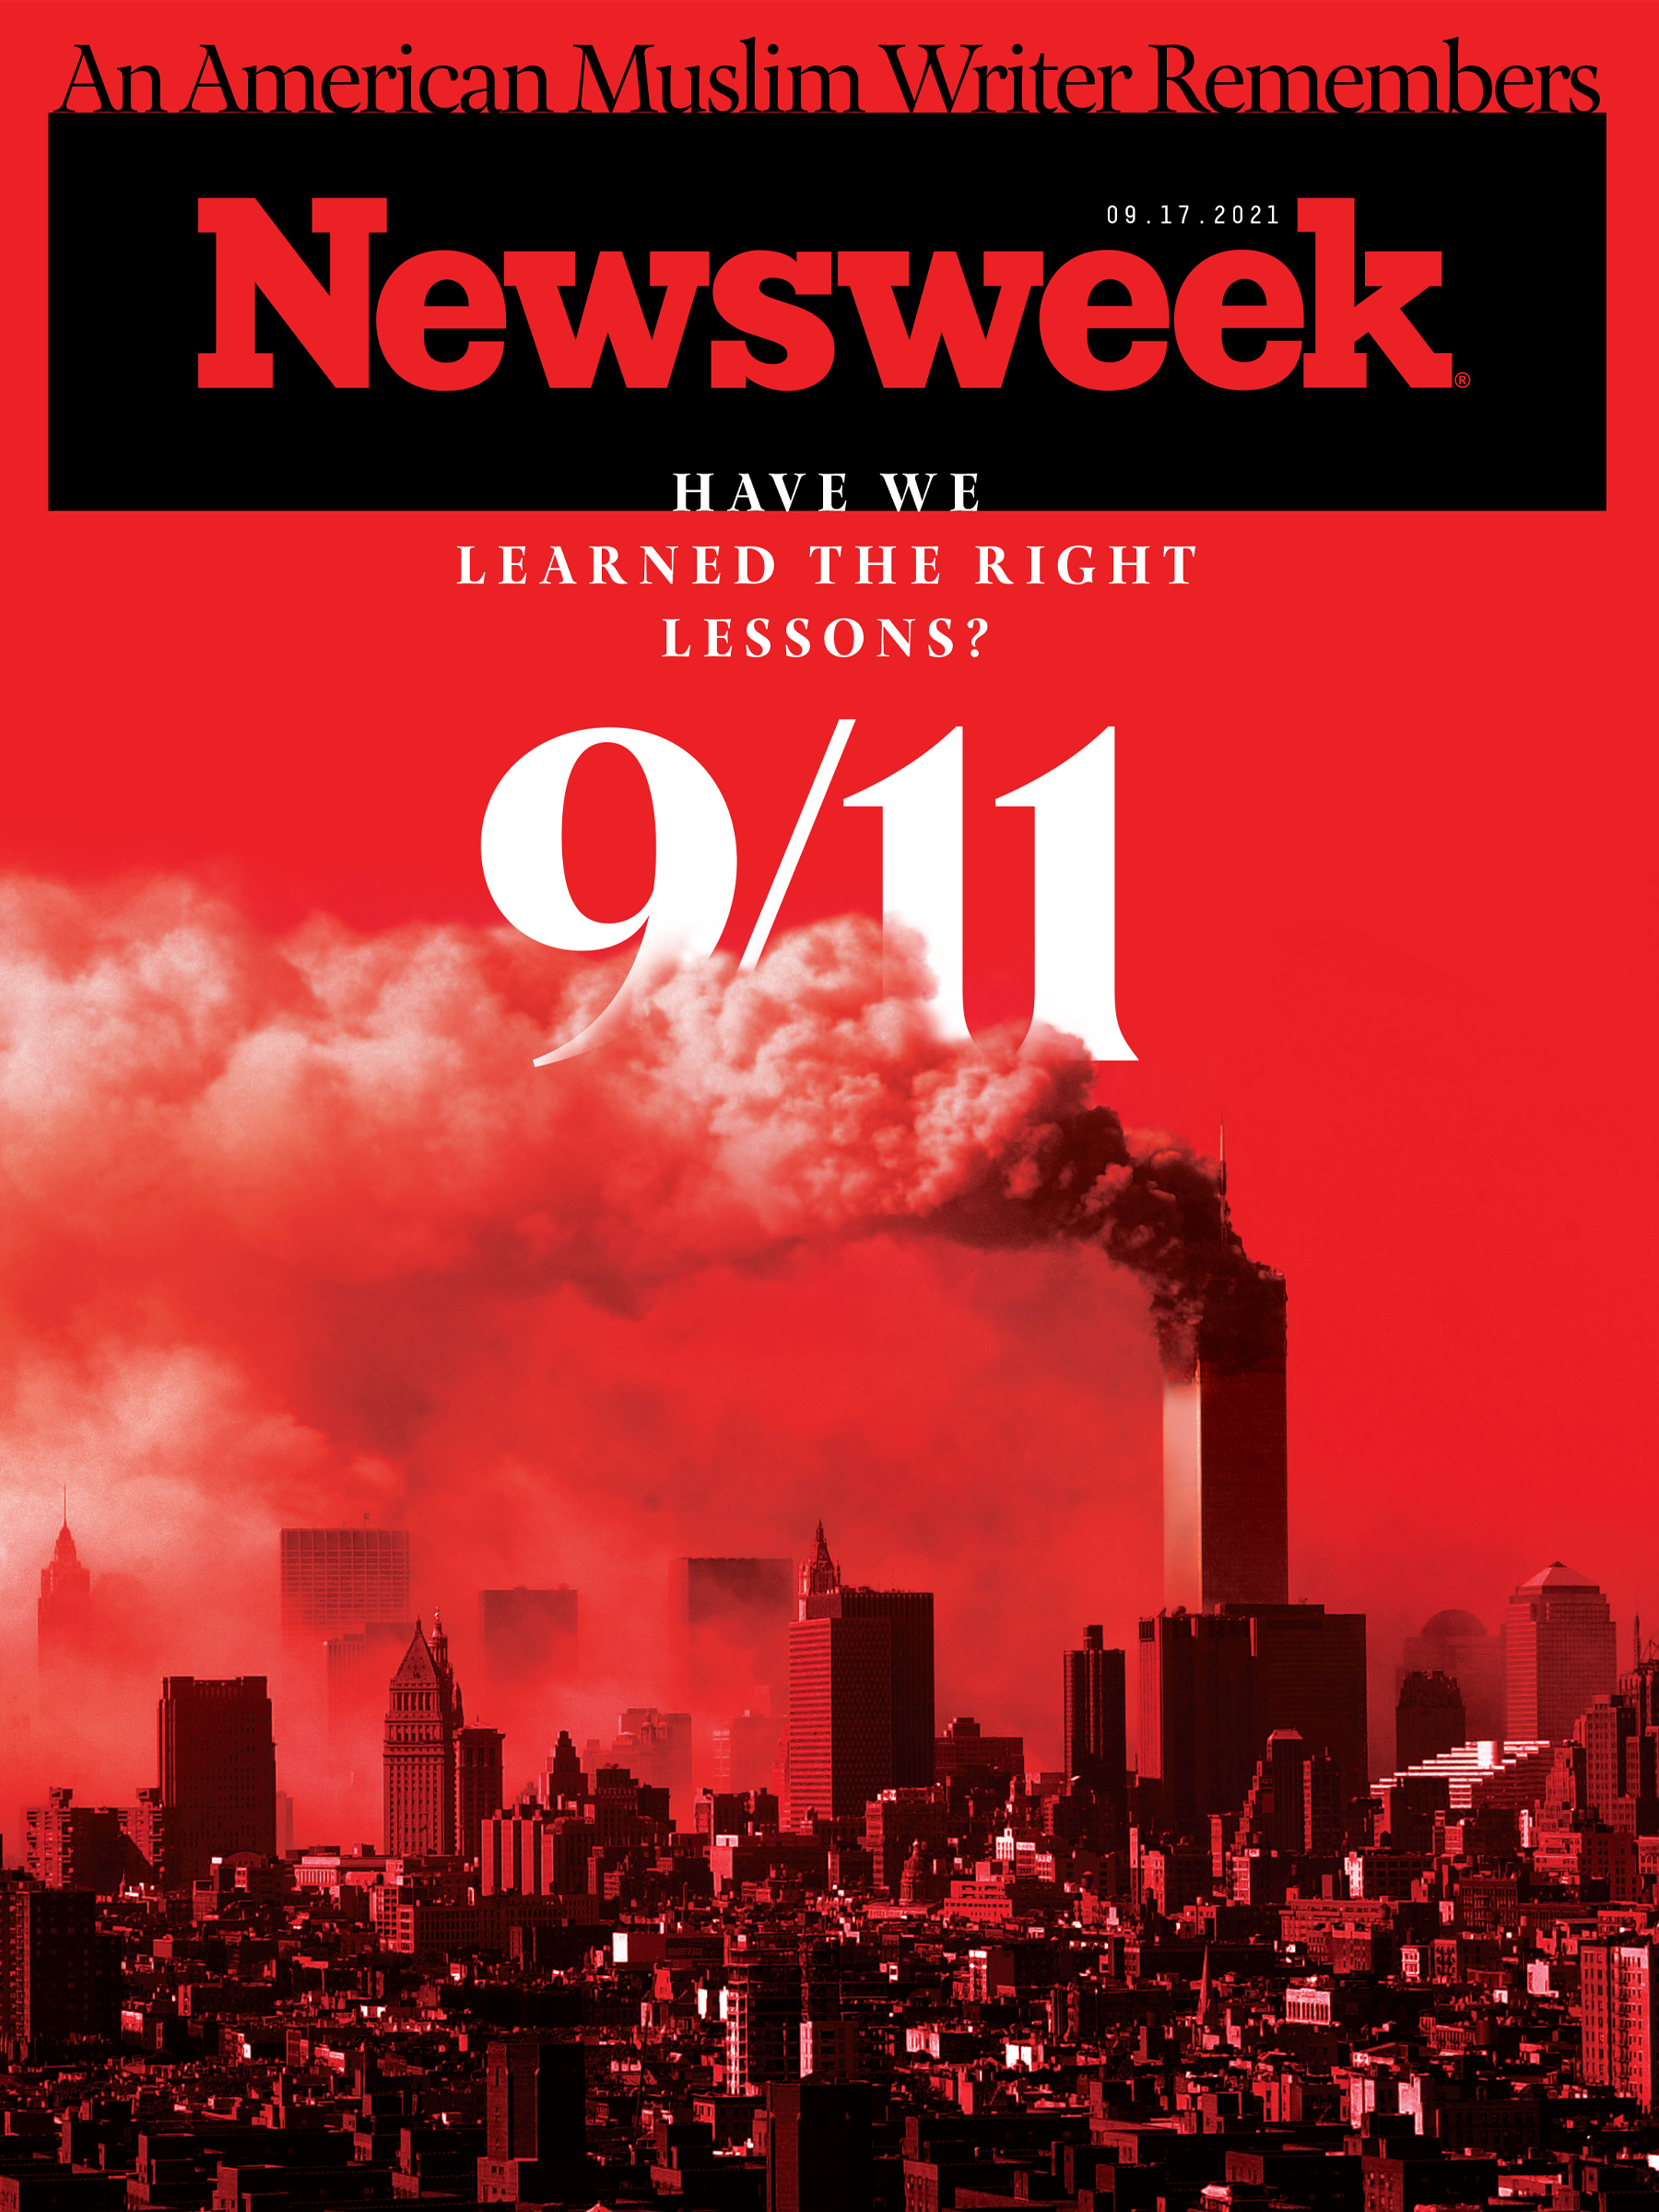 An American Muslim Writer Remembers
09.17.2021
Newsweek®
HAVE WE
LEARNED THE RIGHT
LESSONS?
9/11